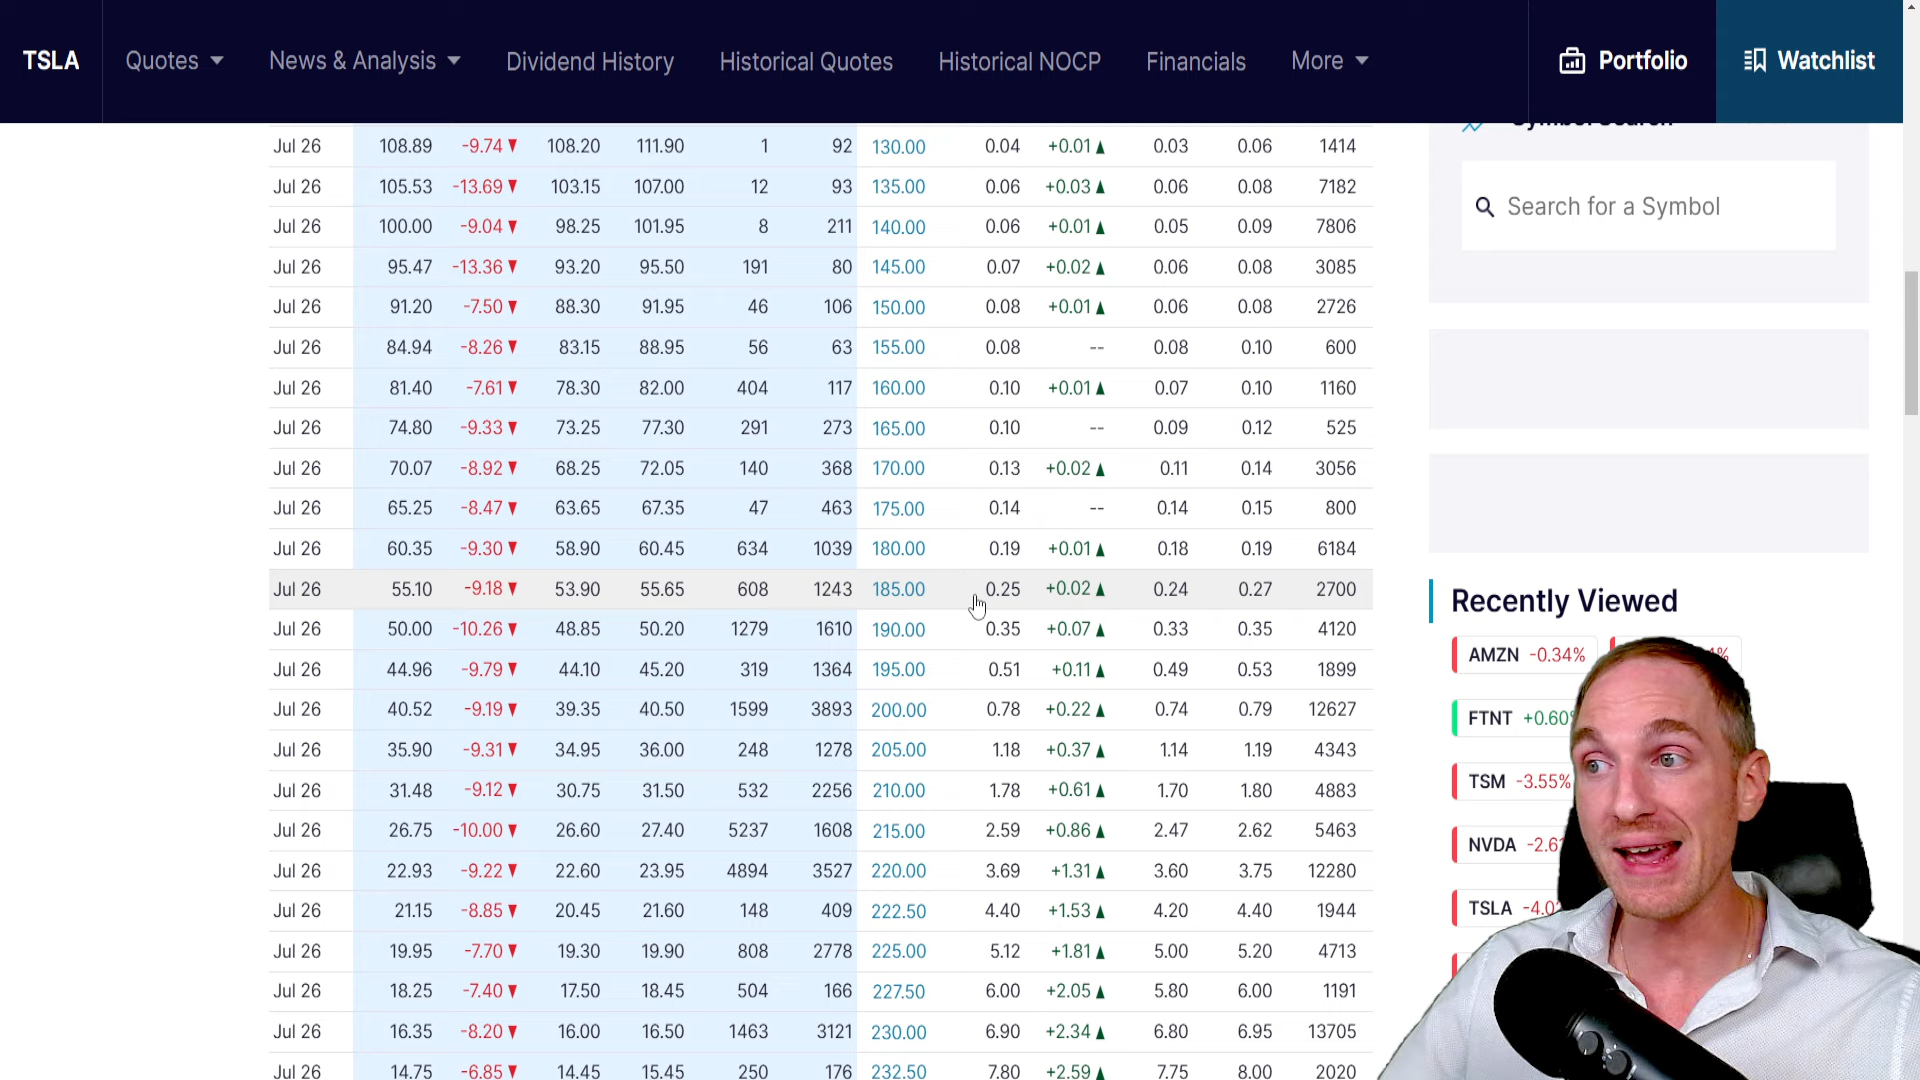 TSLA Quotes News & Analysis Dividend History Historical Quotes Historical NOCP Financials More Portfolio Watchlist
Jul 26 108.89 -9.74 ▼ 108.20 111.90 1 92 130.00 0.04 +0.01 ▲ 0.03 0.06 1414
Jul 26 105.53 -13.69 ▼ 103.15 107.00 12 93 135.00 0.06 +0.03 ▲ 0.06 0.08 7182
Jul 26 100.00 -9.04 ▼ 98.25 101.95 8 211 140.00 0.06 +0.01 ▲ 0.05 0.09 7806
Jul 26 95.47 -13.36 ▼ 93.20 95.50 191 80 145.00 0.07 +0.02 ▲ 0.06 0.08 3085
Jul 26 91.20 -7.50 ▼ 88.30 91.95 46 106 150.00 0.08 +0.01 ▲ 0.06 0.08 2726
Jul 26 84.94 -8.26 ▼ 83.15 88.95 56 63 155.00 0.08 -- 0.08 0.10 600
Jul 26 81.40 -7.61 ▼ 78.30 82.00 404 117 160.00 0.10 +0.01 ▲ 0.07 0.10 1160
Jul 26 74.80 -9.33 ▼ 73.25 77.30 291 273 165.00 0.10 -- 0.09 0.12 525
Jul 26 70.07 -8.92 ▼ 68.25 72.05 140 368 170.00 0.13 +0.02 ▲ 0.11 0.14 3056
Jul 26 65.25 -8.47 ▼ 63.65 67.35 47 463 175.00 0.14 -- 0.14 0.15 800
Jul 26 60.35 -9.30 ▼ 58.90 60.45 634 1039 180.00 0.19 +0.01 ▲ 0.18 0.19 6184
Jul 26 55.10 -9.18 ▼ 53.90 55.65 608 1243 185.00 0.25 +0.02 ▲ 0.24 0.27 2700
Jul 26 50.00 -10.26 ▼ 48.85 50.20 1279 1610 190.00 0.35 +0.07 ▲ 0.33 0.35 4120
Jul 26 44.96 -9.79 ▼ 44.10 45.20 319 1364 195.00 0.51 +0.11 ▲ 0.49 0.53 1899
Jul 26 40.52 -9.19 ▼ 39.35 40.50 1599 3893 200.00 0.78 +0.22 ▲ 0.74 0.79 12627
Jul 26 35.90 -9.31 ▼ 34.95 36.00 248 1278 205.00 1.18 +0.37 ▲ 1.14 1.19 4343
Jul 26 31.48 -9.12 ▼ 30.75 31.50 532 2256 210.00 1.78 +0.61 ▲ 1.70 1.80 4883
Jul 26 26.75 -10.00 ▼ 26.60 27.40 5237 1608 215.00 2.59 +0.86 ▲ 2.47 2.62 5463
Jul 26 22.93 -9.22 ▼ 22.60 23.95 4894 3527 220.00 3.69 +1.31 ▲ 3.60 3.75 12280
Jul 26 21.15 -8.85 ▼ 20.45 21.60 148 409 222.50 4.40 +1.53 ▲ 4.20 4.40 1944
Jul 26 19.95 -7.70 ▼ 19.30 19.90 808 2778 225.00 5.12 +1.81 ▲ 5.00 5.20 4713
Jul 26 18.25 -7.40 ▼ 17.50 18.45 504 166 227.50 6.00 +2.05 ▲ 5.80 6.00 1191
Jul 26 16.35 -8.20 ▼ 16.00 16.50 1463 3121 230.00 6.90 +2.34 ▲ 6.80 6.95 13705
Jul 26 14.75 -6.85 ▼ 14.45 15.45 250 176 232.50 7.80 +2.59 ▲ 7.75 8.00 2020
Symbol Search
Search for a Symbol
Recently Viewed
AMZN -0.34%
FTNT +0.60%
TSM -3.55%
NVDA -2.6
TSLA -4.0